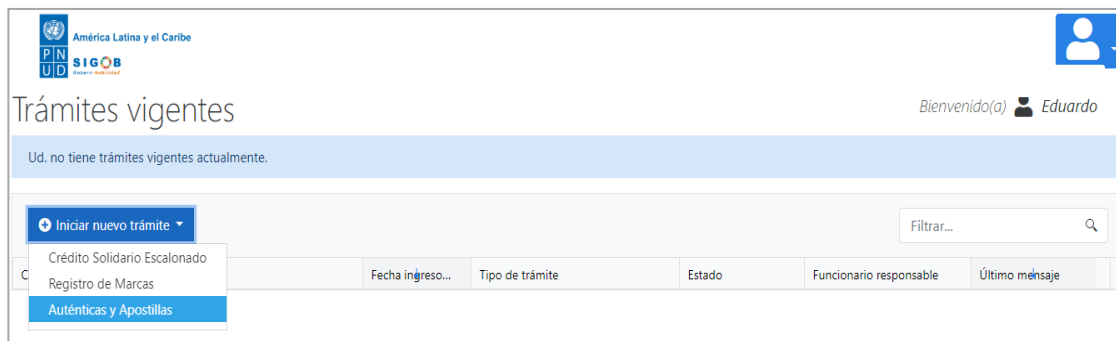 América Latina y el Caribe
P N
U D
SIGOB
Trámites vigentes
Bienvenido(a) Eduardo
Ud. no tiene trámites vigentes actualmente.
Iniciar nuevo trámite
Filtrar...
Crédito Solidario Escalonado
Registro de Marcas
Auténticas y Apostillas
C
Fecha ingreso...
Tipo de trámite
Estado
Funcionario responsable
Último mensaje